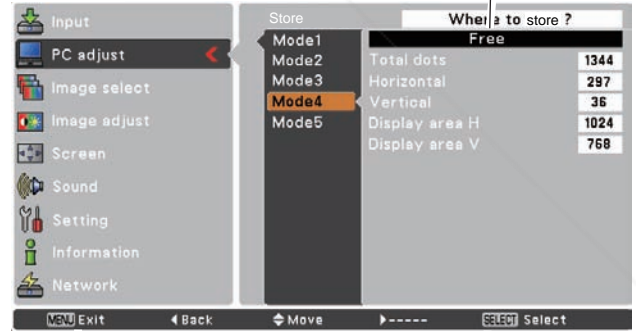 Input
PC adjust
Image select
Image adjust
Screen
Sound
Setting
Information
Network
Store
Mode1
Mode2
Mode3
Mode4
Mode5
Where to store ?
Free
Total dots 1344
Horizontal 297
Vertical 36
Display area H 1024
Display area V 768
MENU Exit Back Move ----- SELECT Select